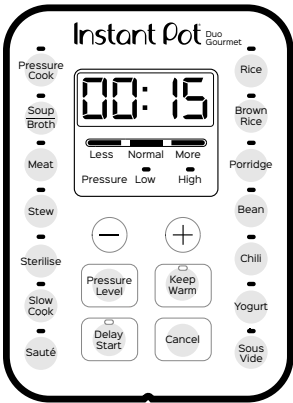 Instant Pot Duo
Gourmet
Pressure
Cook
Soup
Broth
Meat
Stew
Sterilise
Slow
Cook
Sauté
00:15
Less Normal More
Pressure Low High
− +
Pressure
Level
Keep
Warm
Delay
Start
Cancel
Rice
Brown
Rice
Porridge
Bean
Chili
Yogurt
Sous
Vide